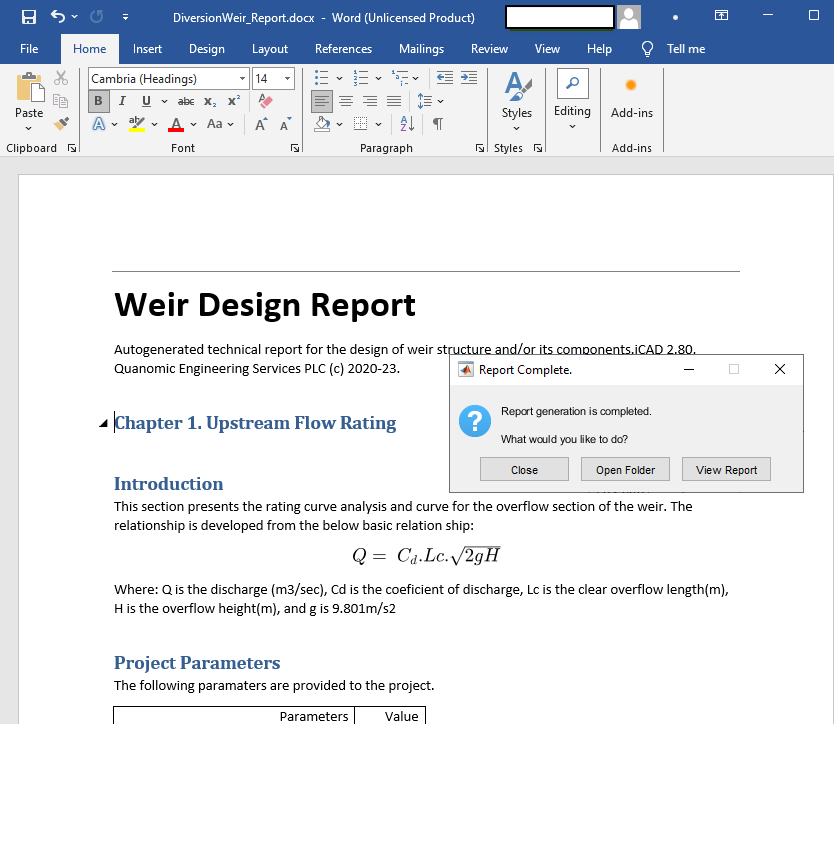 DiversionWeir_Report.docx - Word (Unlicensed Product)
File Home Insert Design Layout References Mailings Review View Help Tell me
Cambria (Headings) 14
B I U abc x₂ x²
Paste
A aby A Aa A A
A
Z
Styles
Editing
Add-ins
Clipboard Font Paragraph Styles Add-ins
Weir Design Report
Autogenerated technical report for the design of weir structure and/or its components.iCAD 2.80.
Quanomic Engineering Services PLC (c) 2020-23.
Report Complete.
Report generation is completed.
What would you like to do?
Close Open Folder View Report
Chapter 1. Upstream Flow Rating
Introduction
This section presents the rating curve analysis and curve for the overflow section of the weir. The
relationship is developed from the below basic relation ship:
Q = C_d.Lc.√2gH
Where: Q is the discharge (m3/sec), Cd is the coeficient of discharge, Lc is the clear overflow length(m),
H is the overflow height(m), and g is 9.801m/s2
Project Parameters
The following paramaters are provided to the project.
Parameters Value